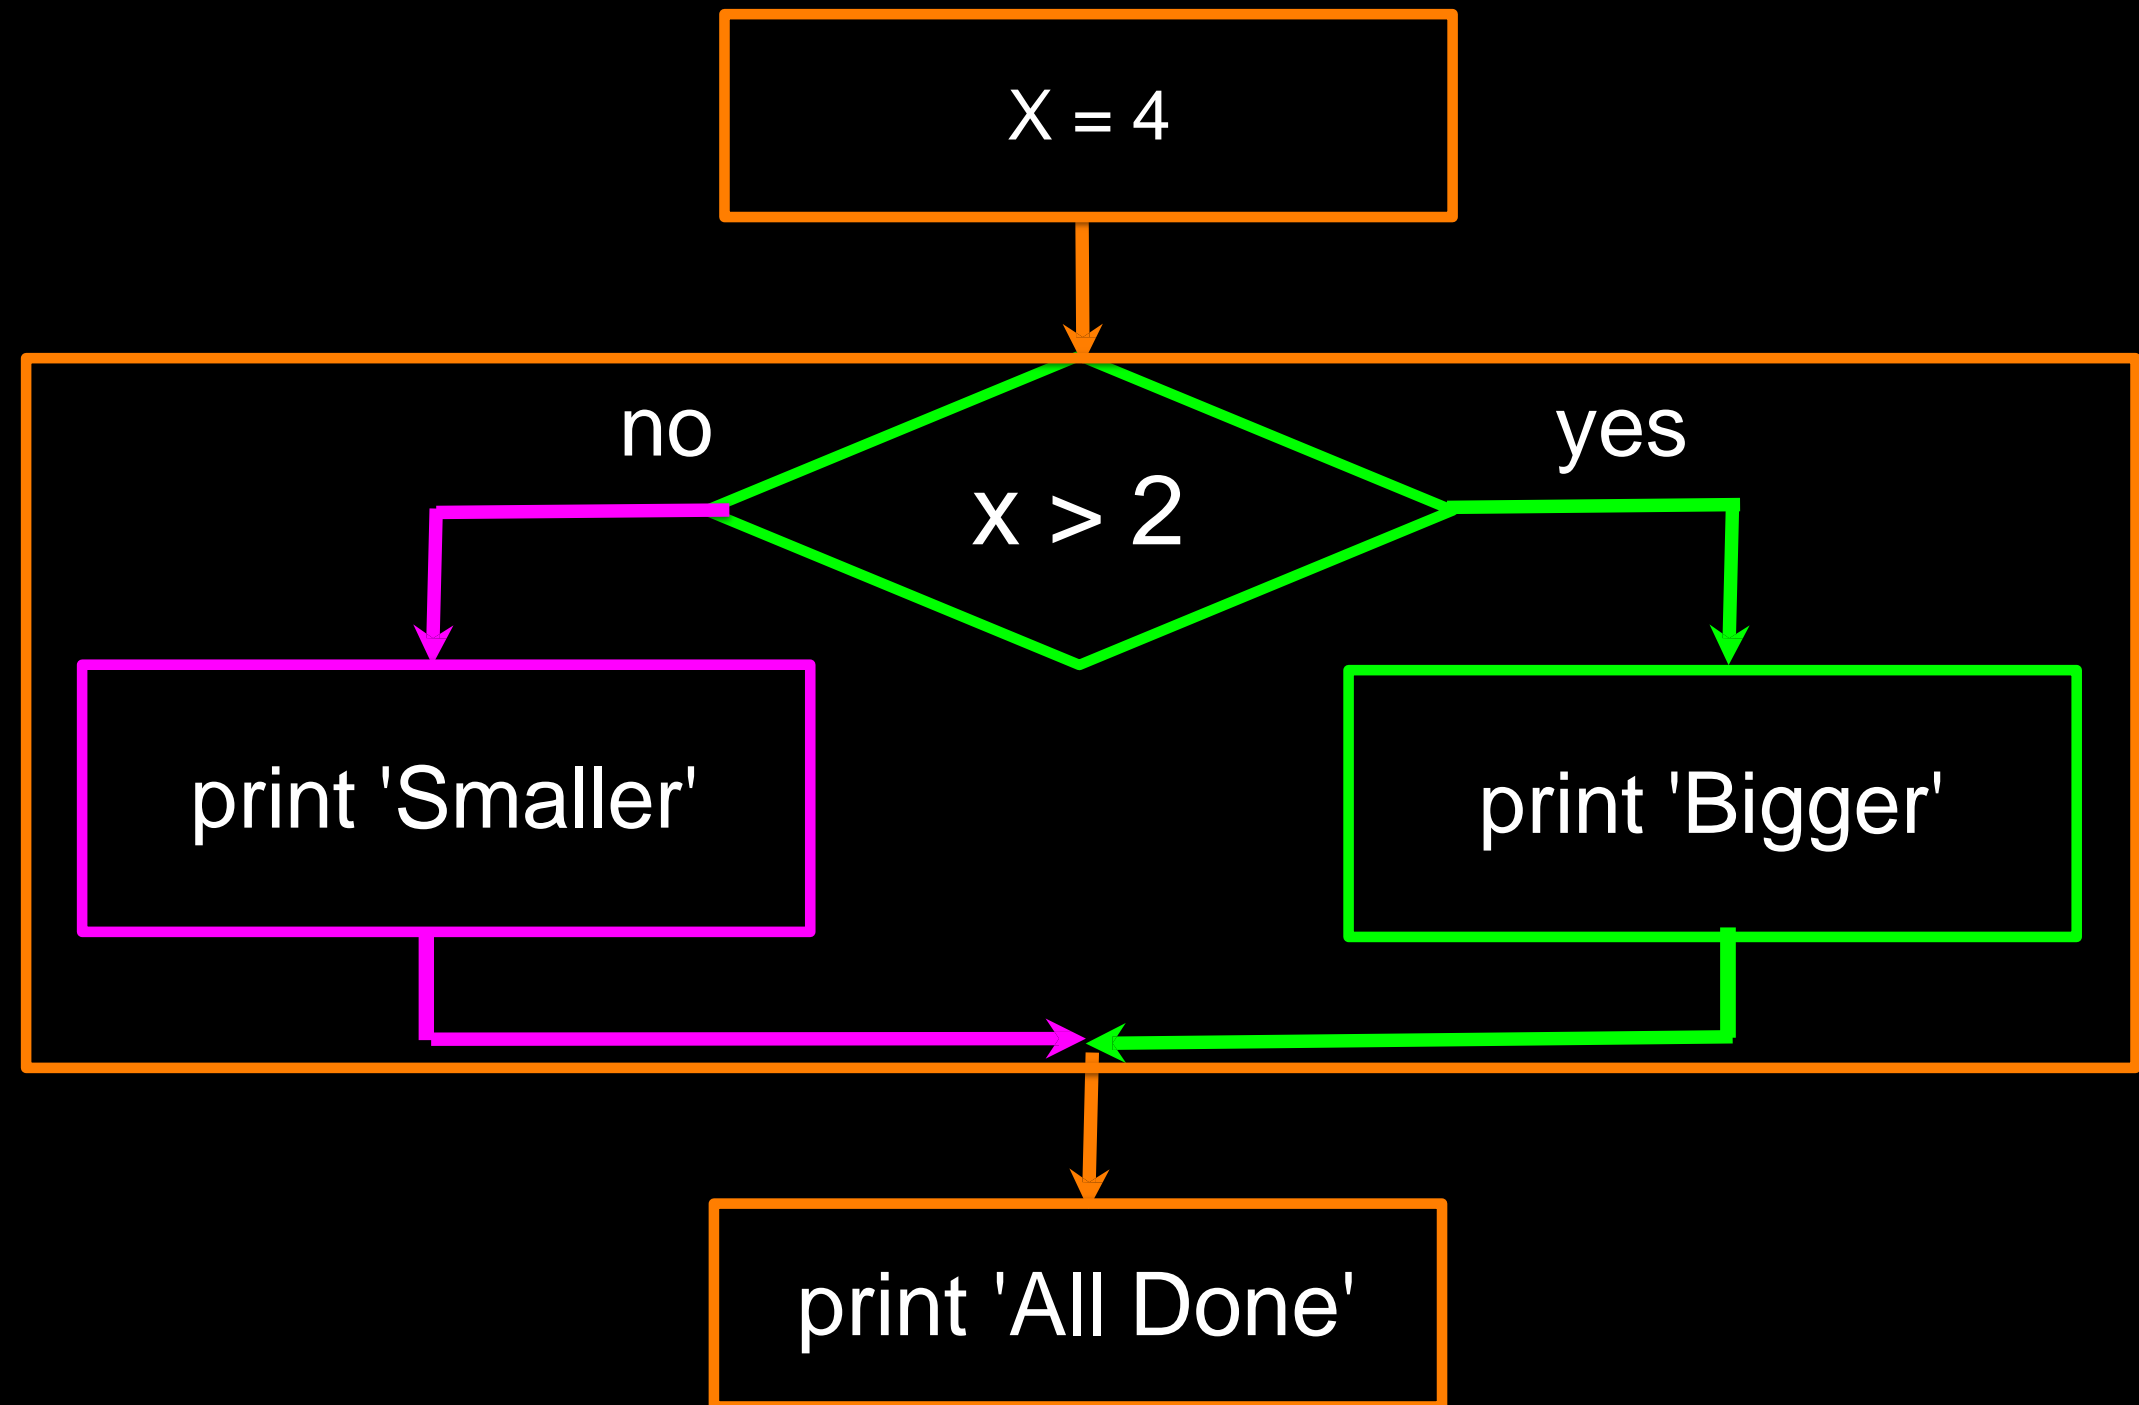 X = 4
no
yes
x > 2
print 'Smaller'
print 'Bigger'
print 'All Done'